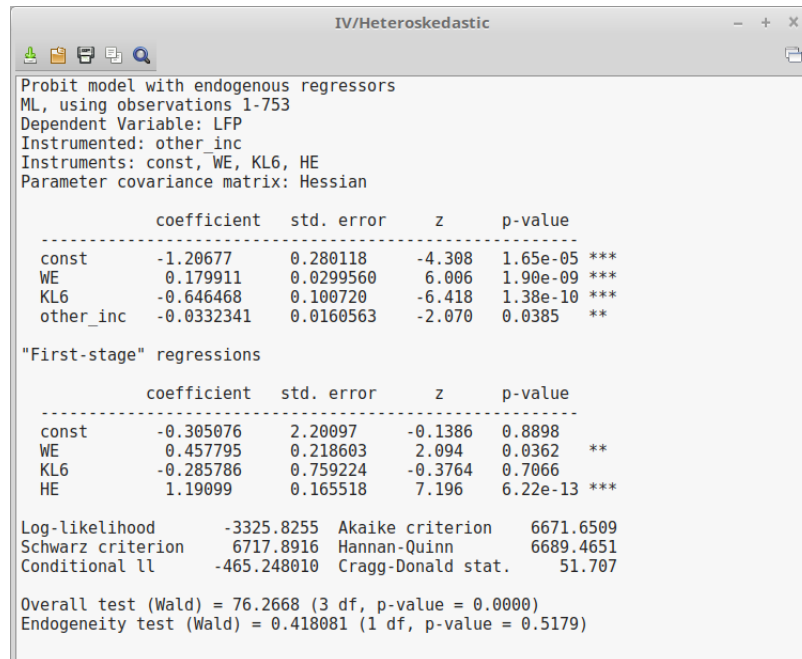 IV/Heteroskedastic
Probit model with endogenous regressors
ML, using observations 1-753
Dependent Variable: LFP
Instrumented: other_inc
Instruments: const, WE, KL6, HE
Parameter covariance matrix: Hessian
coefficient std. error z p-value
---------------------------------------------------------
const -1.20677 0.280118 -4.308 1.65e-05 ***
WE 0.179911 0.0299560 6.006 1.90e-09 ***
KL6 -0.646468 0.100720 -6.418 1.38e-10 ***
other_inc -0.0332341 0.0160563 -2.070 0.0385 **
"First-stage" regressions
coefficient std. error z p-value
---------------------------------------------------------
const -0.305076 2.20097 -0.1386 0.8898
WE 0.457795 0.218603 2.094 0.0362 **
KL6 -0.285786 0.759224 -0.3764 0.7066
HE 1.19099 0.165518 7.196 6.22e-13 ***
Log-likelihood -3325.8255 Akaike criterion 6671.6509
Schwarz criterion 6717.8916 Hannan-Quinn 6689.4651
Conditional ll -465.248010 Cragg-Donald stat. 51.707
Overall test (Wald) = 76.2668 (3 df, p-value = 0.0000)
Endogeneity test (Wald) = 0.418081 (1 df, p-value = 0.5179)